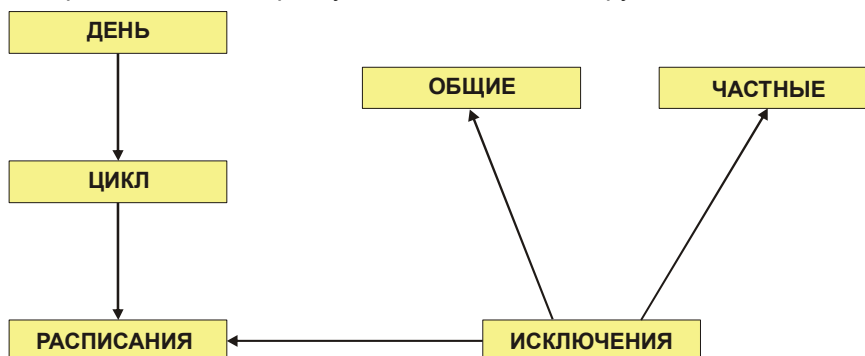 ДЕНЬ
ОБЩИЕ
ЧАСТНЫЕ
ЦИКЛ
РАСПИСАНИЯ
ИСКЛЮЧЕНИЯ